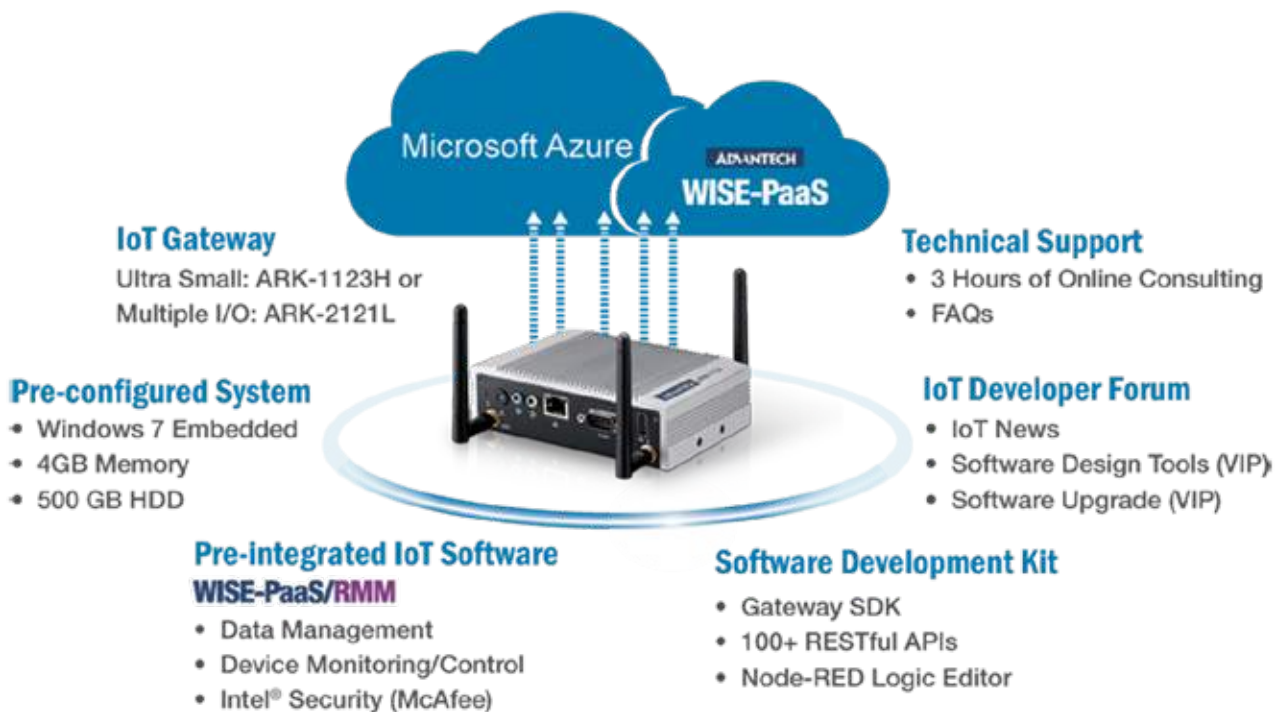 Microsoft Azure
ADVANTECH
WISE-PaaS
IoT Gateway
Ultra Small: ARK-1123H or
Multiple I/O: ARK-2121L
Technical Support
• 3 Hours of Online Consulting
• FAQs
Pre-configured System
• Windows 7 Embedded
• 4GB Memory
• 500 GB HDD
IoT Developer Forum
• IoT News
• Software Design Tools (VIP)
• Software Upgrade (VIP)
Pre-integrated IoT Software
WISE-PaaS/RMM
• Data Management
• Device Monitoring/Control
• Intel® Security (McAfee)
Software Development Kit
• Gateway SDK
• 100+ RESTful APIs
• Node-RED Logic Editor